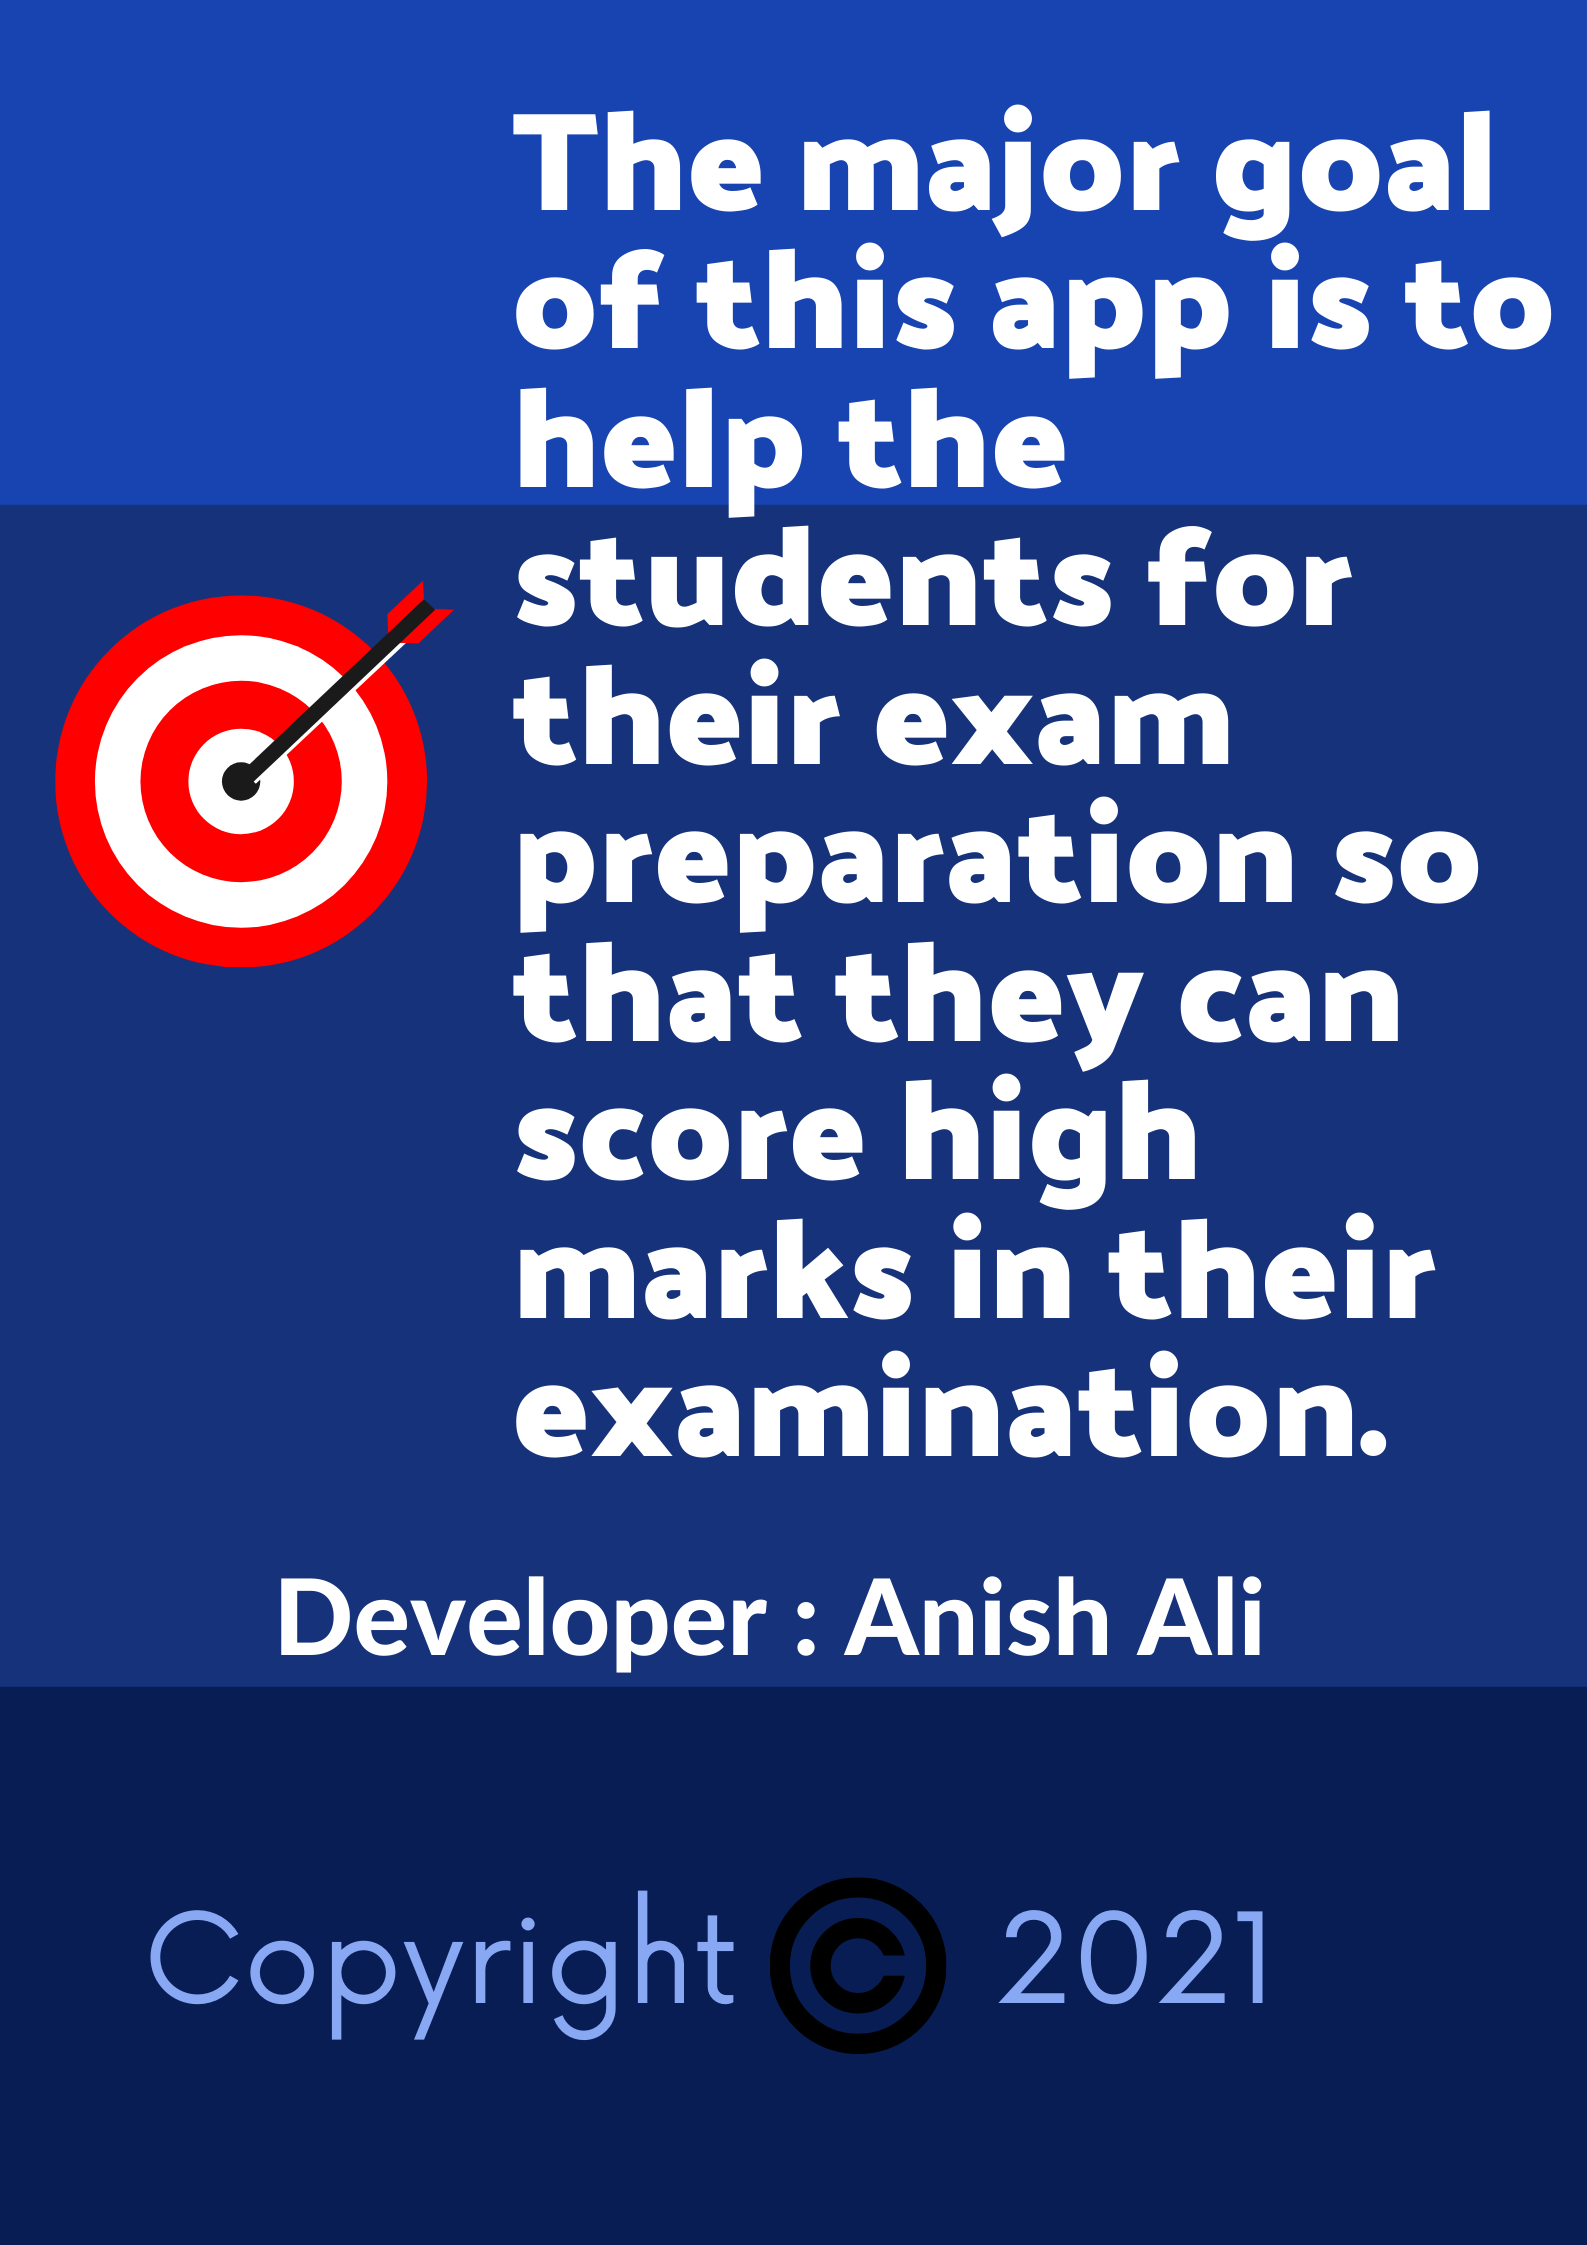 The major goal
of this app is to
help the
students for
their exam
preparation so
that they can
score high
marks in their
examination.
Developer : Anish Ali
Copyright © 2021